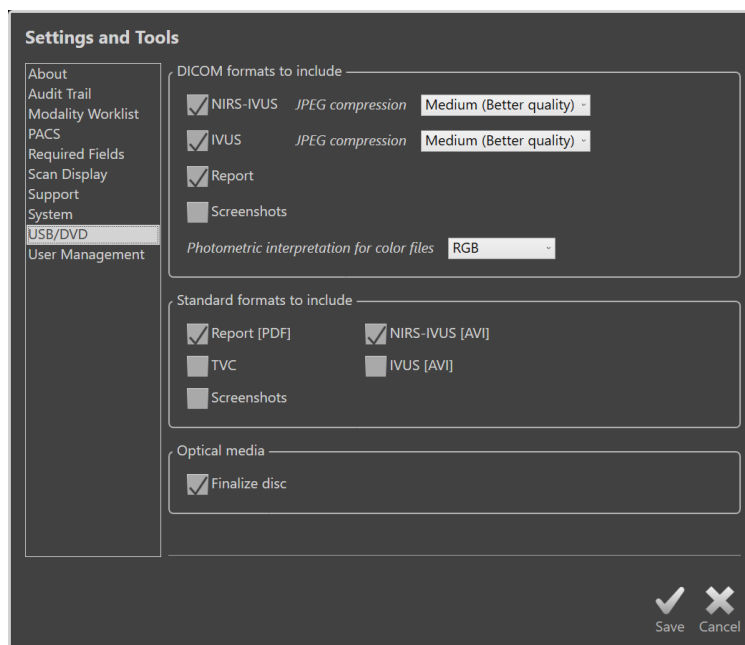 Settings and Tools
About
Audit Trail
Modality Worklist
PACS
Required Fields
Scan Display
Support
System
USB/DVD
User Management
DICOM formats to include
NIRS-IVUS JPEG compression Medium (Better quality)
IVUS JPEG compression Medium (Better quality)
Report
Screenshots
Photometric interpretation for color files RGB
Standard formats to include
Report [PDF] NIRS-IVUS [AVI]
TVC IVUS [AVI]
Screenshots
Optical media
Finalize disc
Save Cancel